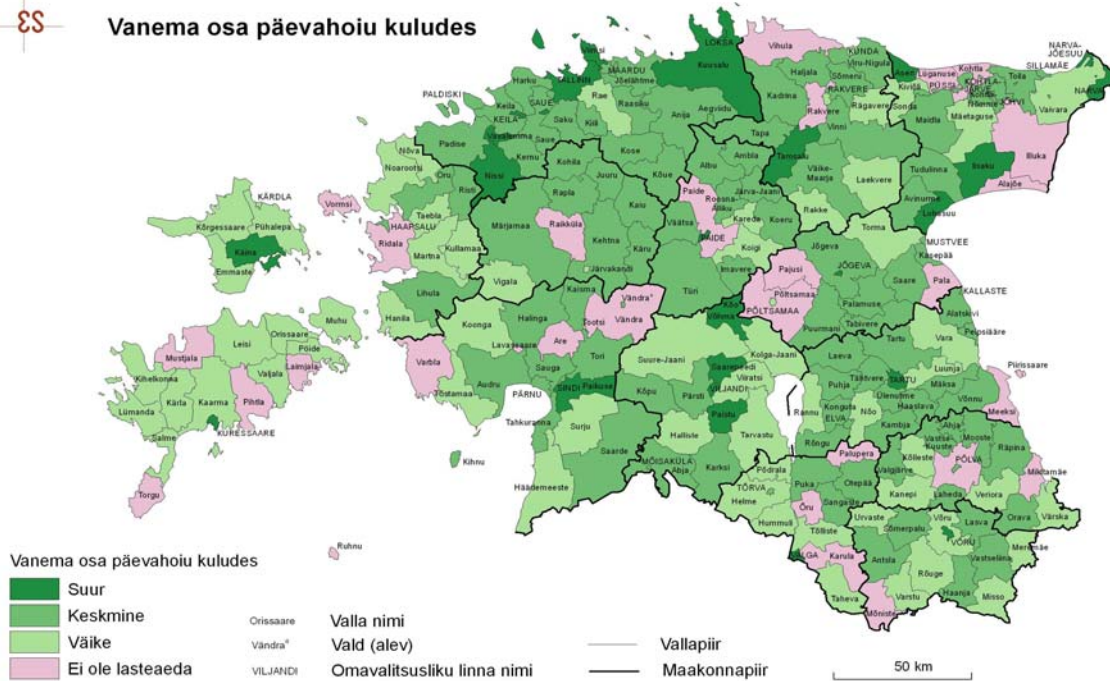 Vanema osa päevahoiu kuludes
LOKSA
Vihula
KUNDA
NARVA-JÕESUU
Viimsi
Kuusalu
Viru-Nigula
Aseri
Lüganuse
Kohtla
Toila
SILLAMÄE
TALLINN
MAARDU
Jõelähtme
Haljala
Sõmeru
PÜSSI
KOHTLA-JÄRVE
JÕHVI
NARVA
Harku
Rae
Kadrina
RAKVERE
Kiviõli
Vaivara
PALDISKI
Keila
SAUE
Saku
Raasiku
Aegviidu
Rakvere
Rägavere
Sonda
Mäetaguse
KEILA
Kiili
Anija
Maidla
Padise
Saue
Kose
Tapa
Vinni
Illuka
Nõva
Kernu
Ambla
Tamsalu
Iisaku
Noarootsi
Nissi
Kohila
Kõue
Albu
Väike-Maarja
Tudulinna
Alajõe
Oru
Juuru
Laekvere
KÄRDLA
Risti
Rapla
Paide
Järva-Jaani
Avinurme
Vormsi
Kaiu
Roosna-Alliku
Lohusuu
Kõrgessaare
Pühalepa
Taebla
Väätsa
Karede
Koeru
Rakke
HAAPSALU
Märjamaa
Raikküla
Torma
Käina
Ridala
Kullamaa
Kehtna
PAIDE
MUSTVEE
Martna
Käru
Koigi
Jõgeva
Kasepää
Emmaste
JÕGEVA
Järvakandi
Imavere
Pajusi
Saare
Pala
Lihula
Vigala
Kaisma
Türi
Põltsamaa
KALLASTE
Muhu
Hanila
Vändra"
Koo
Palamuse
Orissaare
Koonga
Halinga
Tootsi
Vändra
Võhma
PÕLTSAMAA
Alatskivi
Leisi
Puurmani
Tabivere
Peipsiääre
Mustjala
Pöide
Are
Lavassaare
Kolga-Jaani
Tartu
Vara
Laimjala
Varbla
Tori
Suure-Jaani
Valjala
Sauga
Laeva
Piirissaare
Kihelkonna
Saarepeedi
Luunja
Audru
SINDI
Paikuse
Viiratsi
Tähtvere
TARTU
Pihtla
Tõstamaa
Kõpu
VILJANDI
Puhja
Mäksa
Kärla
Kaarma
PÄRNU
Pärsti
Ülenurme
Võnnu
Meeksi
Lümanda
Paistu
Rannu
Konguta
Nõo
Haaslava
Tahkuranna
ELVA
Salme
KURESSAARE
Surju
Halliste
Tarvastu
Kambja
Ahja
Mooste
Rõngu
Vastse-Kuuste
Räpina
Kihnu
Saarde
Palupera
Kõlleste
PÕLVA
MÕISAKÜLA
Karksi
Põdrala
Valgjärve
Mikitamäe
Abja
Puka
Otepää
Torgu
Häädemeeste
TÕRVA
Kanepi
Laheda
Veriora
Helme
Sangaste
Õru
Orava
Värska
Hummuli
Urvaste
Võru
Lasva
Tõlliste
Sõmerpalu
Ruhnu
VÕRU
LGA
Karula
Antsla
Vastseliina
Meremäe
Rõuge
Taheva
Varstu
Haanja
Misso
Mõniste
Vanema osa päevahoiu kuludes
Suur
Keskmine
Orissaare Valla nimi
Väike
Vändra" Vald (alev)
Vallapiir
Ei ole lasteaeda
VILJANDI Omavalitsusliku linna nimi
Maakonnapiir
50 km